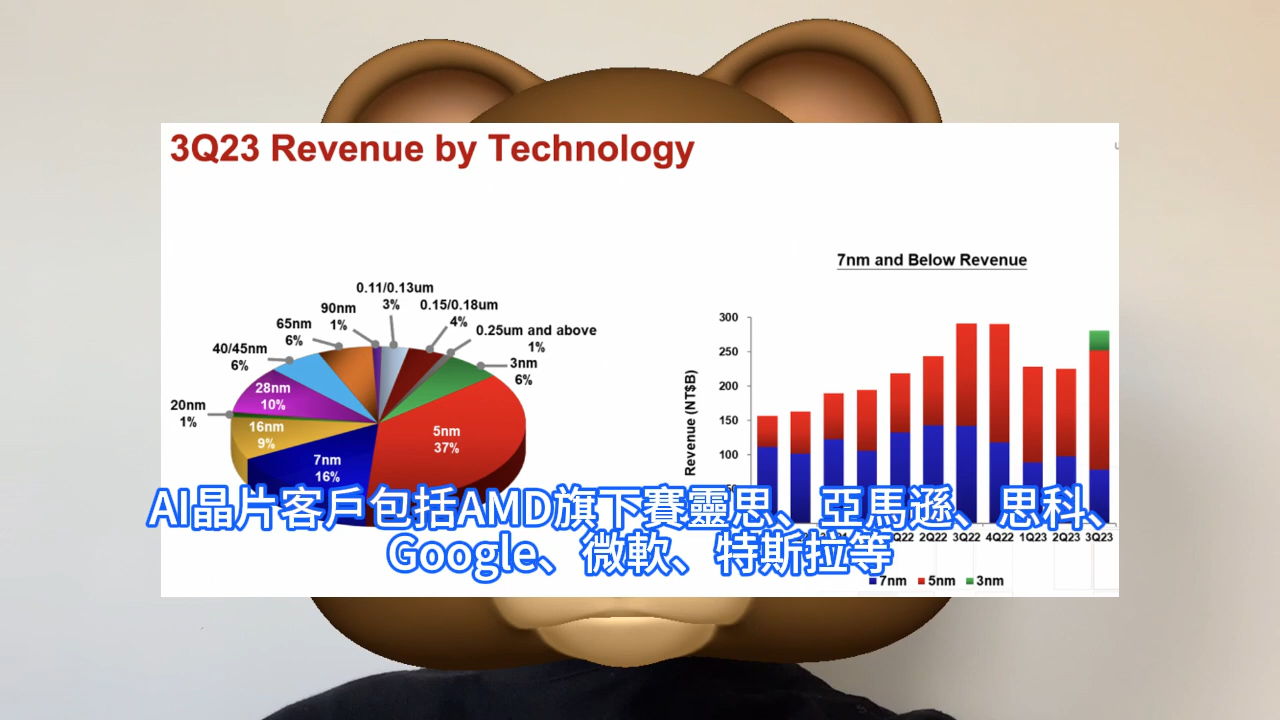 3Q23 Revenue by Technology
7nm and Below Revenue
0.11/0.13um
3%
0.15/0.18um
4%
90nm
1%
65nm
6%
0.25um and above
1%
40/45nm
6%
3nm
6%
28nm
10%
20nm
1%
16nm
9%
5nm
37%
7nm
16%
Revenue (NT$B)
300
250
200
150
100
AI晶片客戶包括AMD旗下賽靈思、亞馬遜、思科、
Google、微軟、特斯拉等
2Q22 3Q22 4Q22 1Q23 2Q23 3Q23
7nm 5nm 3nm